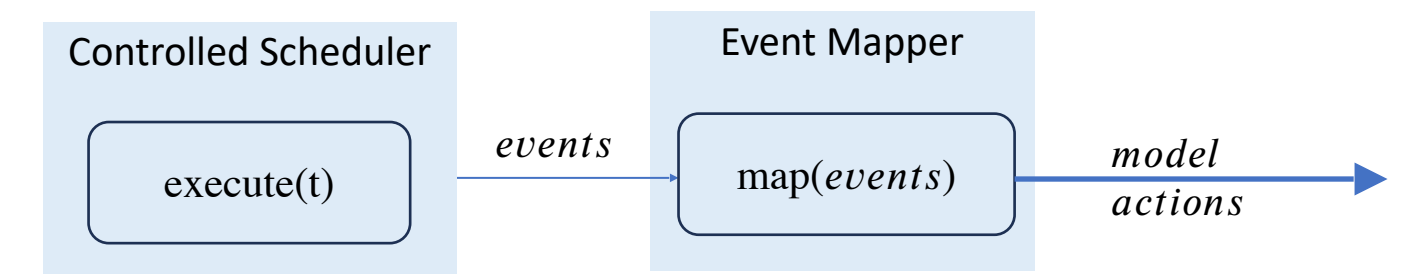 Controlled Scheduler
execute(t)
events
Event Mapper
map(events)
model
actions